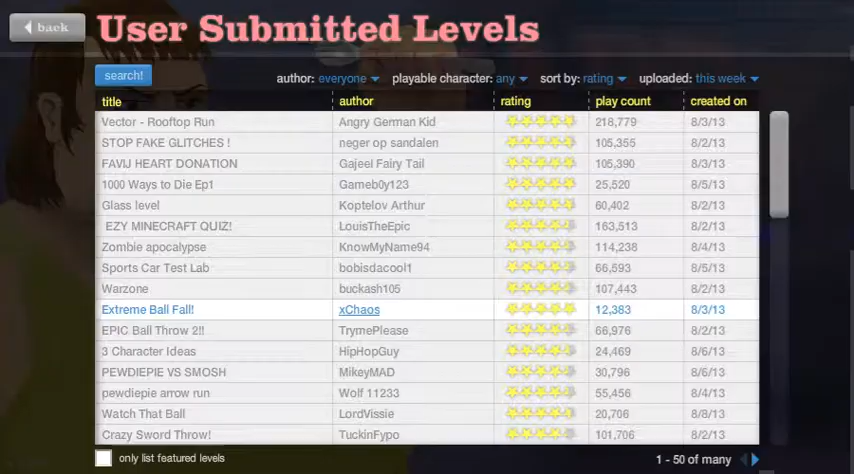 back
User Submitted Levels
search!
author: everyone playable character: any sort by: rating uploaded: this week
title author rating play count created on
Vector - Rooftop Run Angry German Kid 218,779 8/3/13
STOP FAKE GLITCHES ! neger op sandalen 105,355 8/2/13
FAVIJ HEART DONATION Gajeel Fairy Tail 105,390 8/2/13
1000 Ways to Die Ep1 Gameb0y123 25,520 8/5/13
Glass level Koptelov Arthur 60,402 8/2/13
EZY MINECRAFT QUIZ! LouisTheEpic 163,513 8/2/13
Zombie apocalypse KnowMyName94 114,238 8/4/13
Sports Car Test Lab bobisdacool1 66,593 8/5/13
Warzone buckash105 107,443 8/2/13
Extreme Ball Fall! xChaos 12,383 8/3/13
EPIC Ball Throw 2!! TrymePlease 66,976 8/2/13
3 Character Ideas HipHopGuy 24,469 8/6/13
PEWDIEPIE VS SMOSH MikeyMAD 30,796 8/6/13
pewdiepie arrow run Wolf 11233 55,456 8/4/13
Watch That Ball LordVissie 20,706 8/8/13
Crazy Sword Throw! TuckinFypo 101,706 8/2/13
only list featured levels 1 - 50 of many